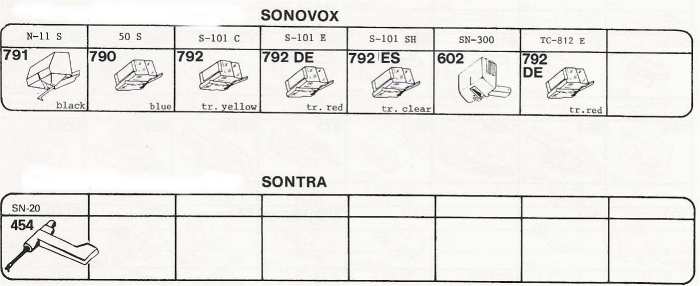 SONOVOX
N-11 S 50 S S-101 C S-101 E S-101 SH SN-300 TC-812 E
791 790 792 792 DE 792 ES 602 792 DE
black blue tr.yellow tr.red tr.clear tr.red
SONTRA
SN-20
454